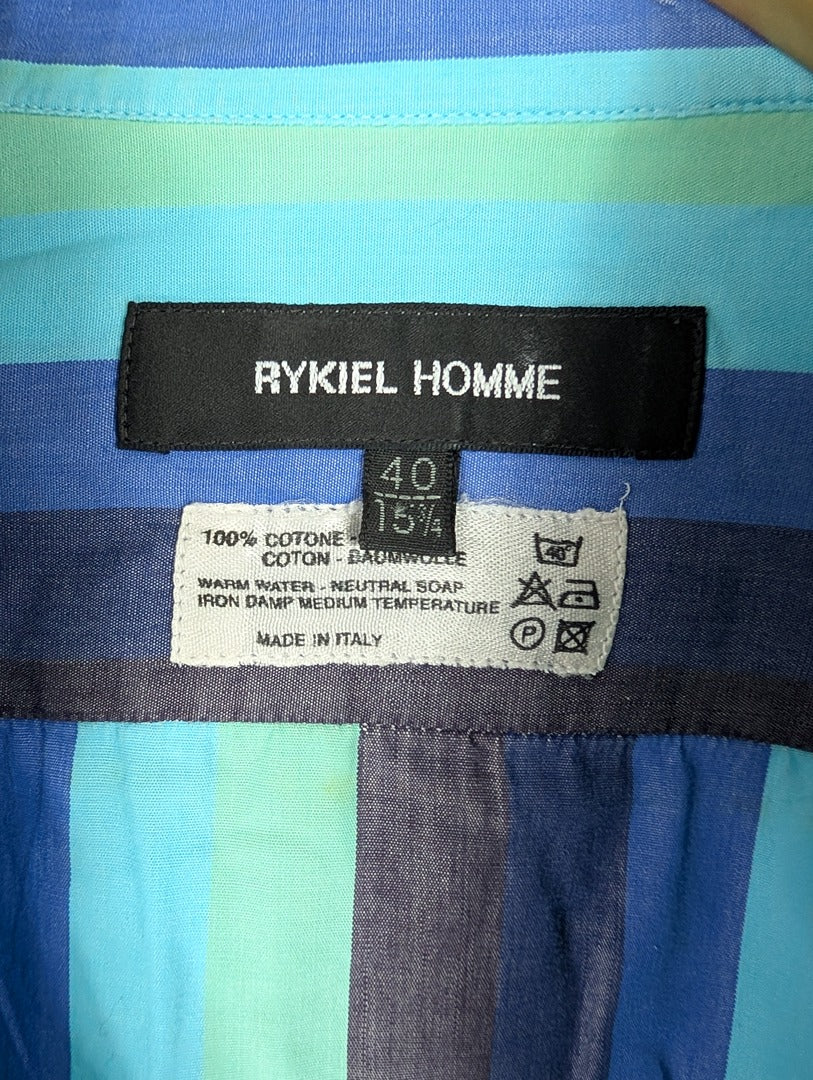 RYKIEL HOMME
40
15¾
100% COTONE -
COTON - BAUMWOLLE
WARM WATER - NEUTRAL SOAP
IRON DAMP MEDIUM TEMPERATURE
MADE IN ITALY
40°
P